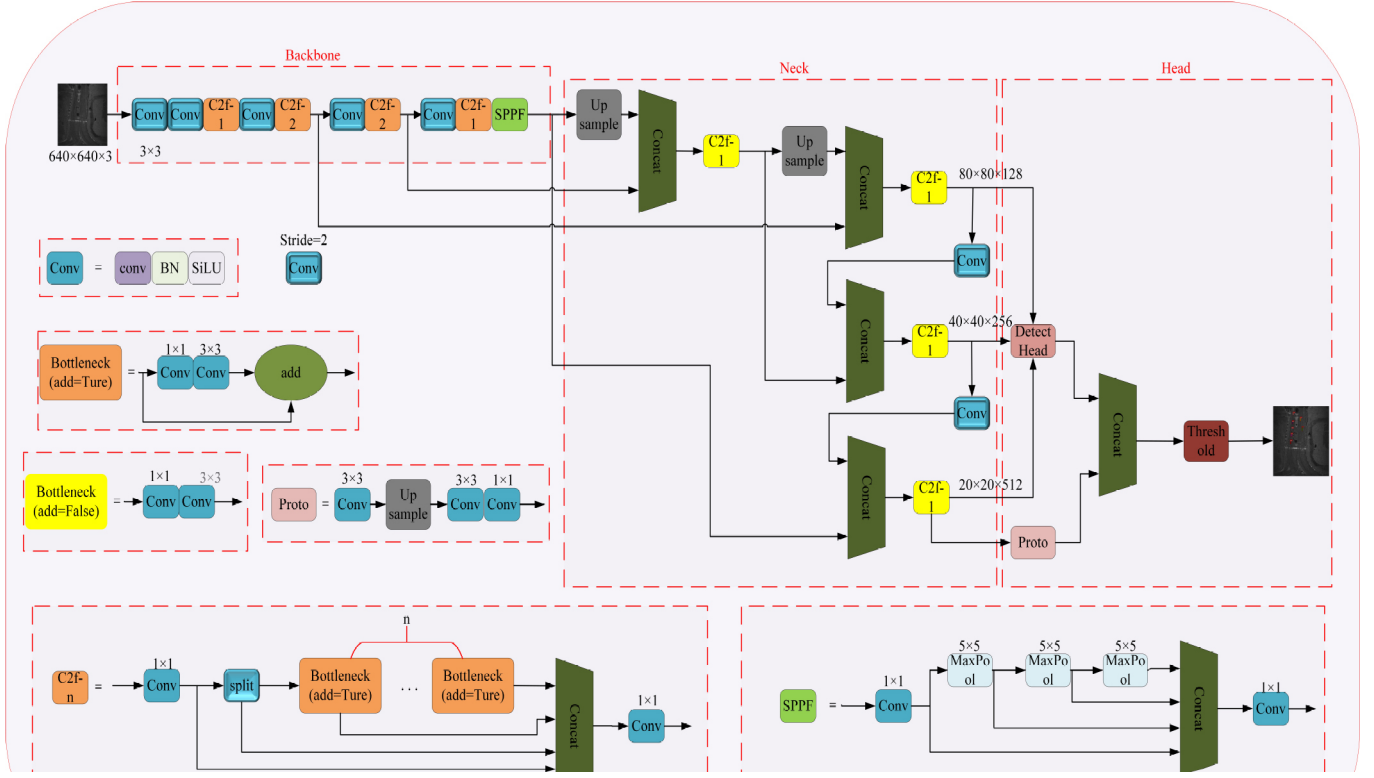 Backbone
Neck
Head
Conv Conv C2f-1 Conv C2f-2 Conv C2f-2 Conv C2f-1 SPPF
640×640×3
3×3
Up sample
Concat
C2f-1
Up sample
Concat
C2f-1
80×80×128
Conv
Concat
C2f-1
40×40×256
Detect Head
Conv
Concat
C2f-1
20×20×512
Proto
Concat
Thresh old
Conv = conv BN SiLU
Stride=2
Conv
Bottleneck
(add=Ture)
=
1×1 3×3
Conv Conv
add
Bottleneck
(add=False)
=
1×1 3×3
Conv Conv
Proto =
3×3
Conv
Up sample
3×3 1×1
Conv Conv
n
C2f-n =
1×1
Conv
split
Bottleneck
(add=Ture)
...
Bottleneck
(add=Ture)
Concat
1×1
Conv
SPPF =
1×1
Conv
5×5 5×5 5×5
MaxPo ol MaxPo ol MaxPo ol
Concat
1×1
Conv